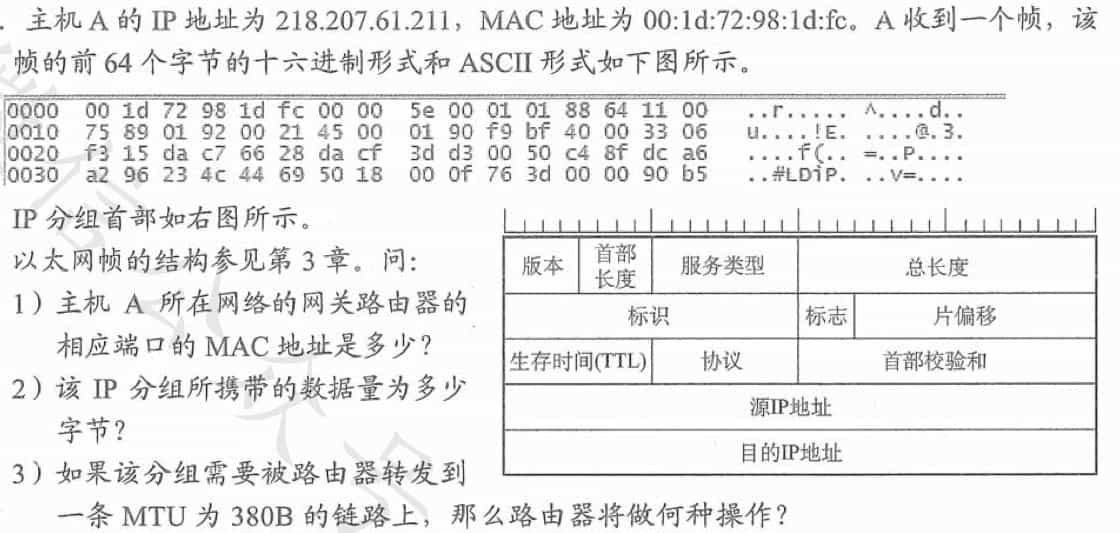 . 主机 A 的 IP 地址为 218.207.61.211，MAC 地址为 00:1d:72:98:1d:fc。A 收到一个帧，该
帧的前 64 个字节的十六进制形式和 ASCII 形式如下图所示。
0000 00 1d 72 98 1d fc 00 00 5e 00 01 01 88 64 11 00 ..r..... ^....d..
0010 75 89 01 92 00 21 45 00 01 90 f9 bf 40 00 33 06 u....!E. ....@.3.
0020 f3 15 da c7 66 28 da cf 3d d3 00 50 c4 8f dc a6 ....f(.. =..P....
0030 a2 96 23 4c 44 69 50 18 00 0f 76 3d 00 00 90 b5 ..#LDiP. ..v=....
IP 分组首部如右图所示。
以太网帧的结构参见第 3 章。问：
1）主机 A 所在网络的网关路由器的
相应端口的 MAC 地址是多少？
2）该 IP 分组所携带的数据量为多少
字节？
3）如果该分组需要被路由器转发到
一条 MTU 为 380B 的链路上，那么路由器将做何种操作？
版本 首部长度 服务类型 总长度
标识 标志 片偏移
生存时间(TTL) 协议 首部校验和
源IP地址
目的IP地址